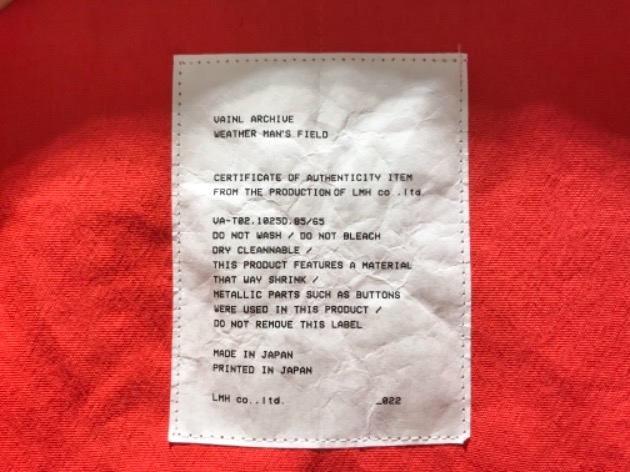 VAINL ARCHIVE
WEATHER MAN'S FIELD
CERTIFICATE OF AUTHENTICITY ITEM
FROM THE PRODUCTION OF LMH co..ltd.
VA-T02.1025D.85/65
DO NOT WASH / DO NOT BLEACH
DRY CLEANNABLE /
THIS PRODUCT FEATURES A MATERIAL
THAT WAY SHRINK /
METALLIC PARTS SUCH AS BUTTONS
WERE USED IN THIS PRODUCT /
DO NOT REMOVE THIS LABEL
MADE IN JAPAN
PRINTED IN JAPAN
LMH co..ltd. _022